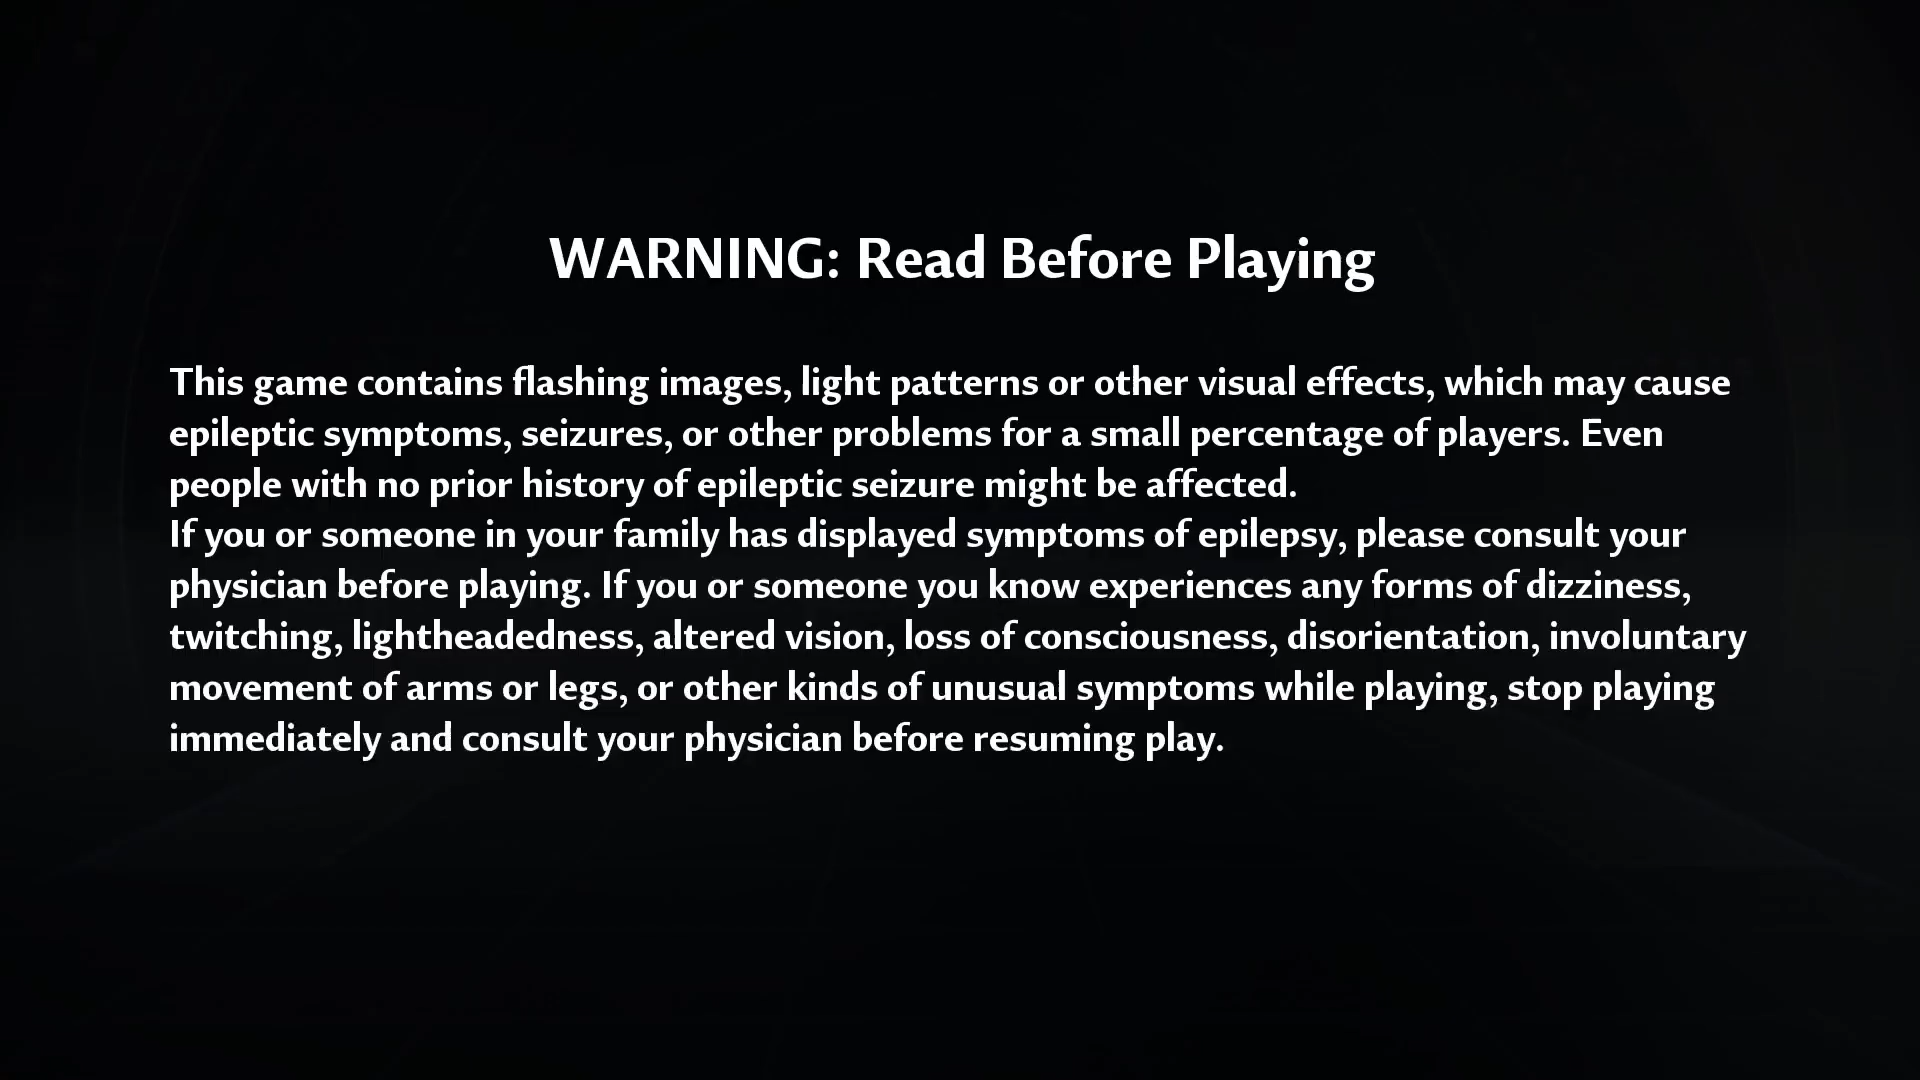 WARNING: Read Before Playing
This game contains flashing images, light patterns or other visual effects, which may cause
epileptic symptoms, seizures, or other problems for a small percentage of players. Even
people with no prior history of epileptic seizure might be affected.
If you or someone in your family has displayed symptoms of epilepsy, please consult your
physician before playing. If you or someone you know experiences any forms of dizziness,
twitching, lightheadedness, altered vision, loss of consciousness, disorientation, involuntary
movement of arms or legs, or other kinds of unusual symptoms while playing, stop playing
immediately and consult your physician before resuming play.